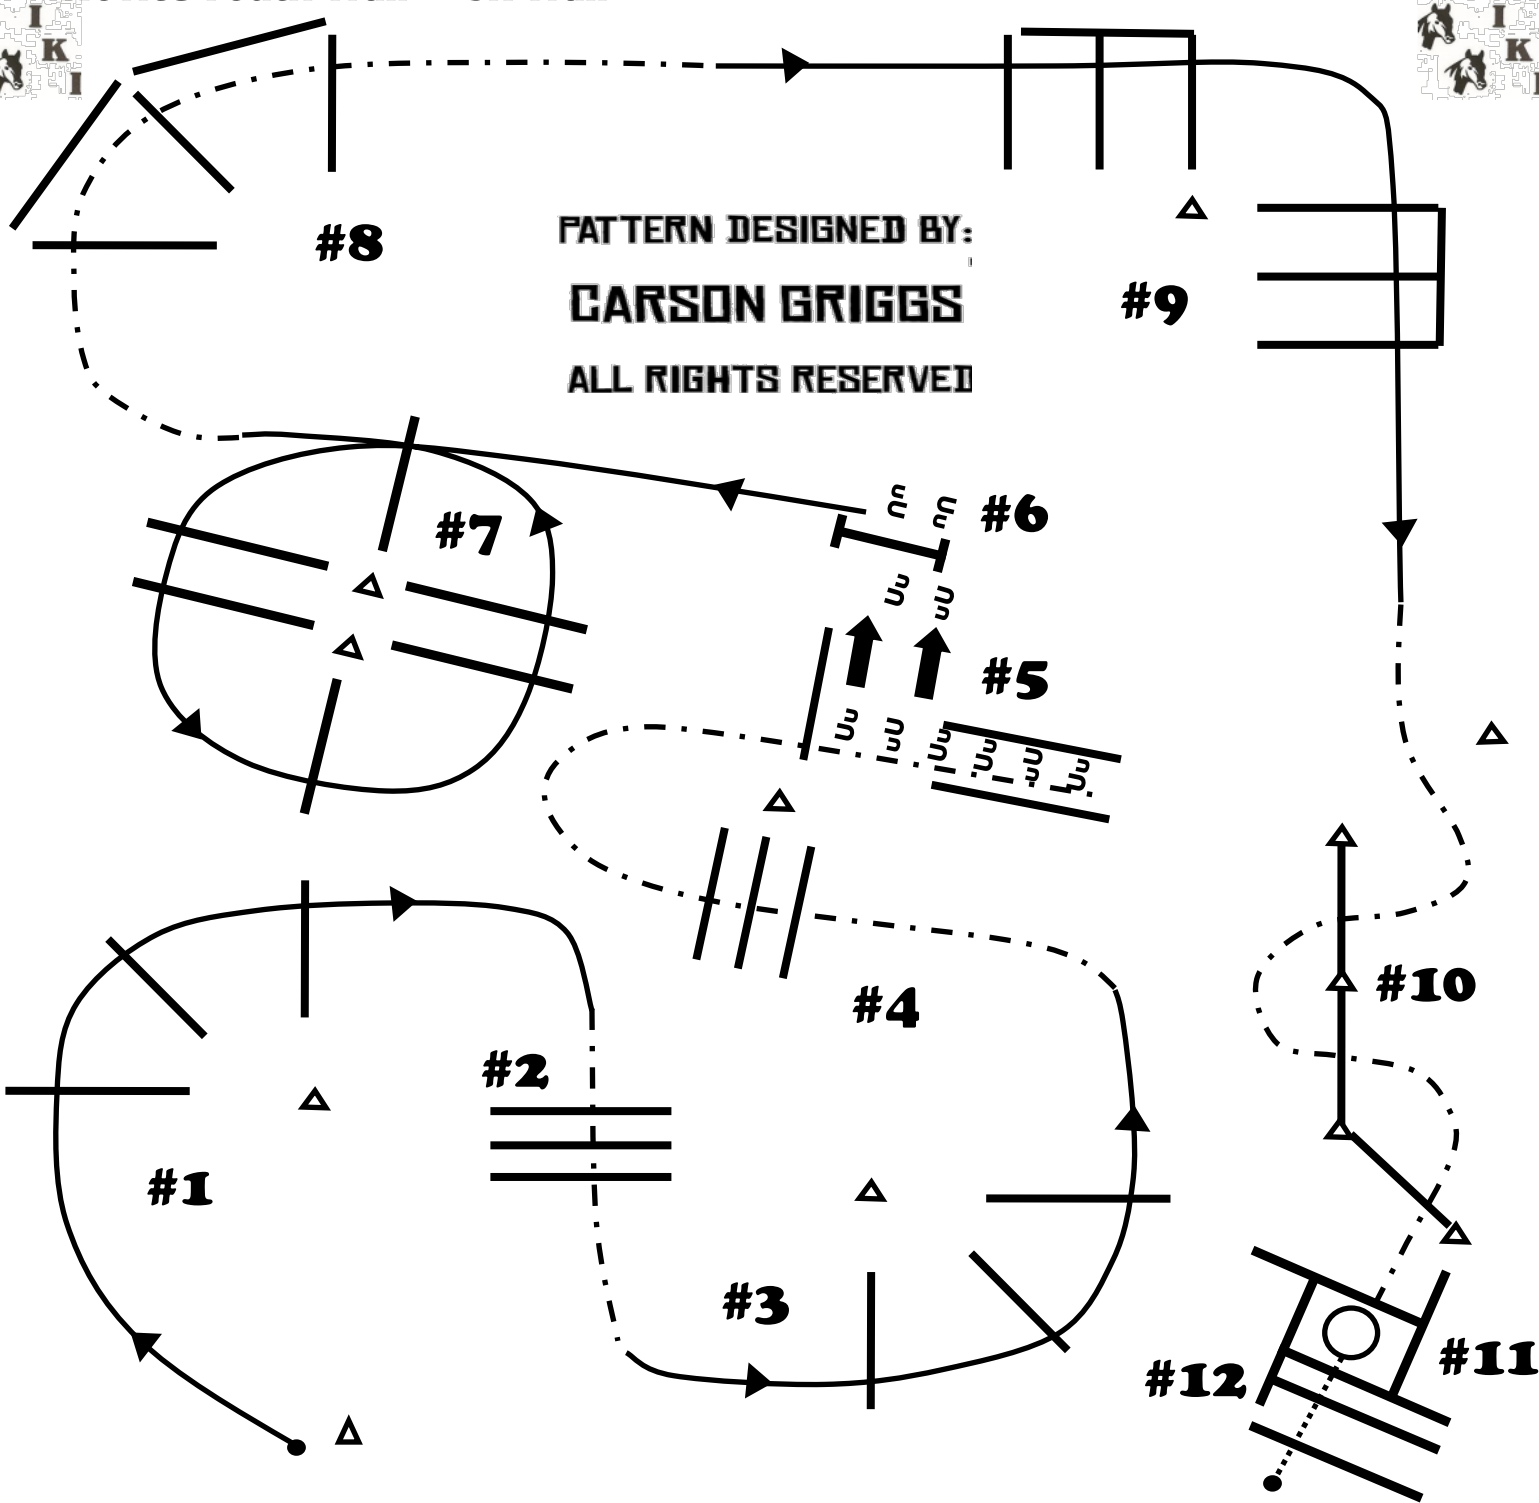 I
K
I
I
K
I
#8
PATTERN DESIGNED BY:
CARSON GRIGGS
ALL RIGHTS RESERVED
#9
#7
#6
#5
#10
#4
#2
#1
#3
#11
#12